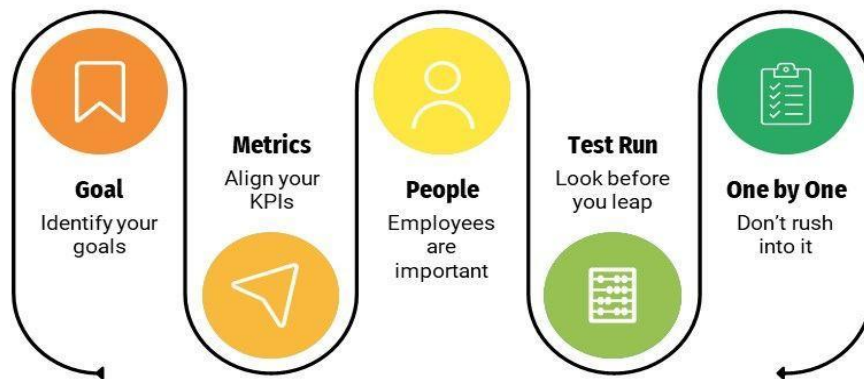 Goal
Identify your
goals
Metrics
Align your
KPIs
People
Employees
are
important
Test Run
Look before
you leap
One by One
Don't rush
into it